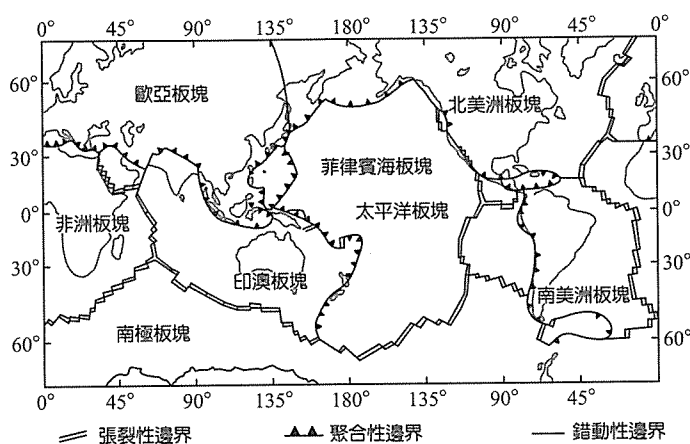 0° 45° 90° 135° 180° 135° 90° 45° 0°
60° 歐亞板塊 北美洲板塊 60°
30° 菲律賓海板塊 30°
0° 非洲板塊 太平洋板塊 0°
30° 印澳板塊 南美洲板塊 30°
60° 南極板塊 60°
0° 45° 90° 135° 180° 135° 90° 45° 0°
張裂性邊界 聚合性邊界 錯動性邊界